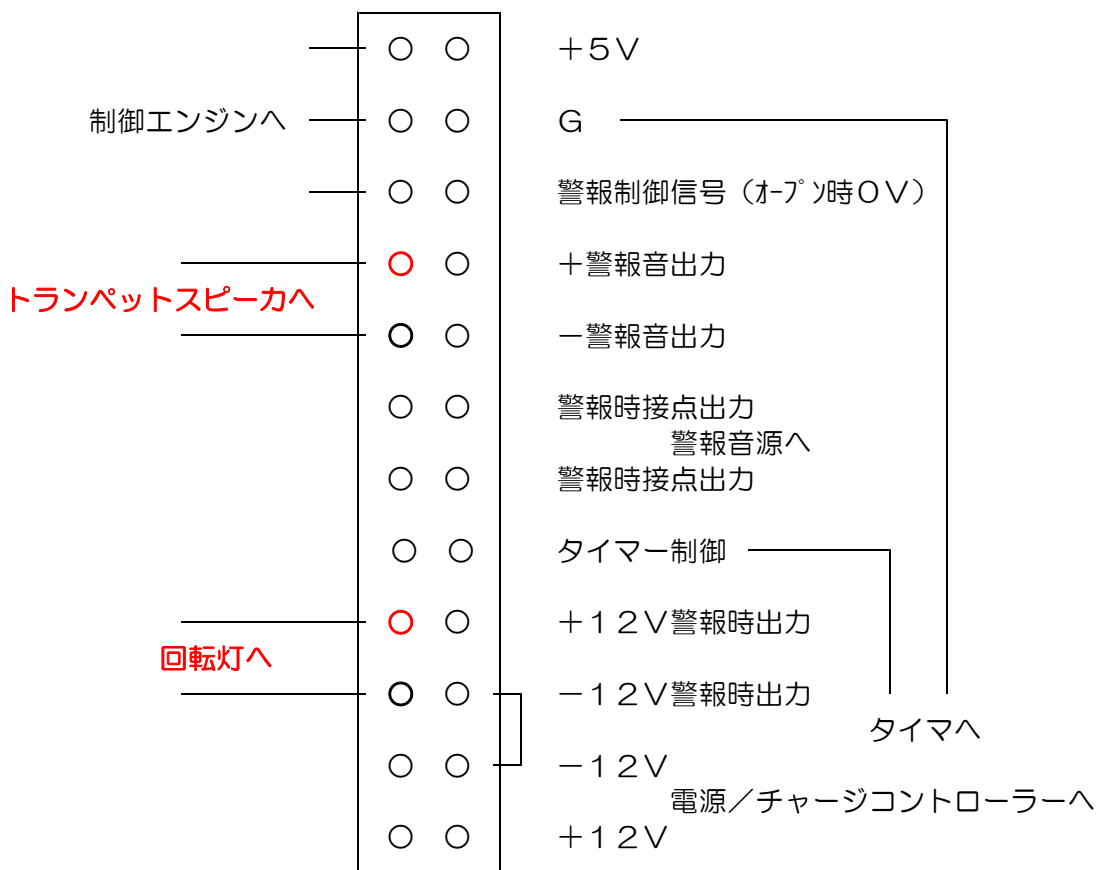 ＋５Ｖ
制御エンジンへ
Ｇ
警報制御信号（ｵｰﾌﾟﾝ時０Ｖ）
＋警報音出力
トランペットスピーカへ
－警報音出力
警報時接点出力
警報音源へ
警報時接点出力
タイマー制御
＋１２Ｖ警報時出力
回転灯へ
－１２Ｖ警報時出力
タイマへ
－１２Ｖ
電源／チャージコントローラーへ
＋１２Ｖ